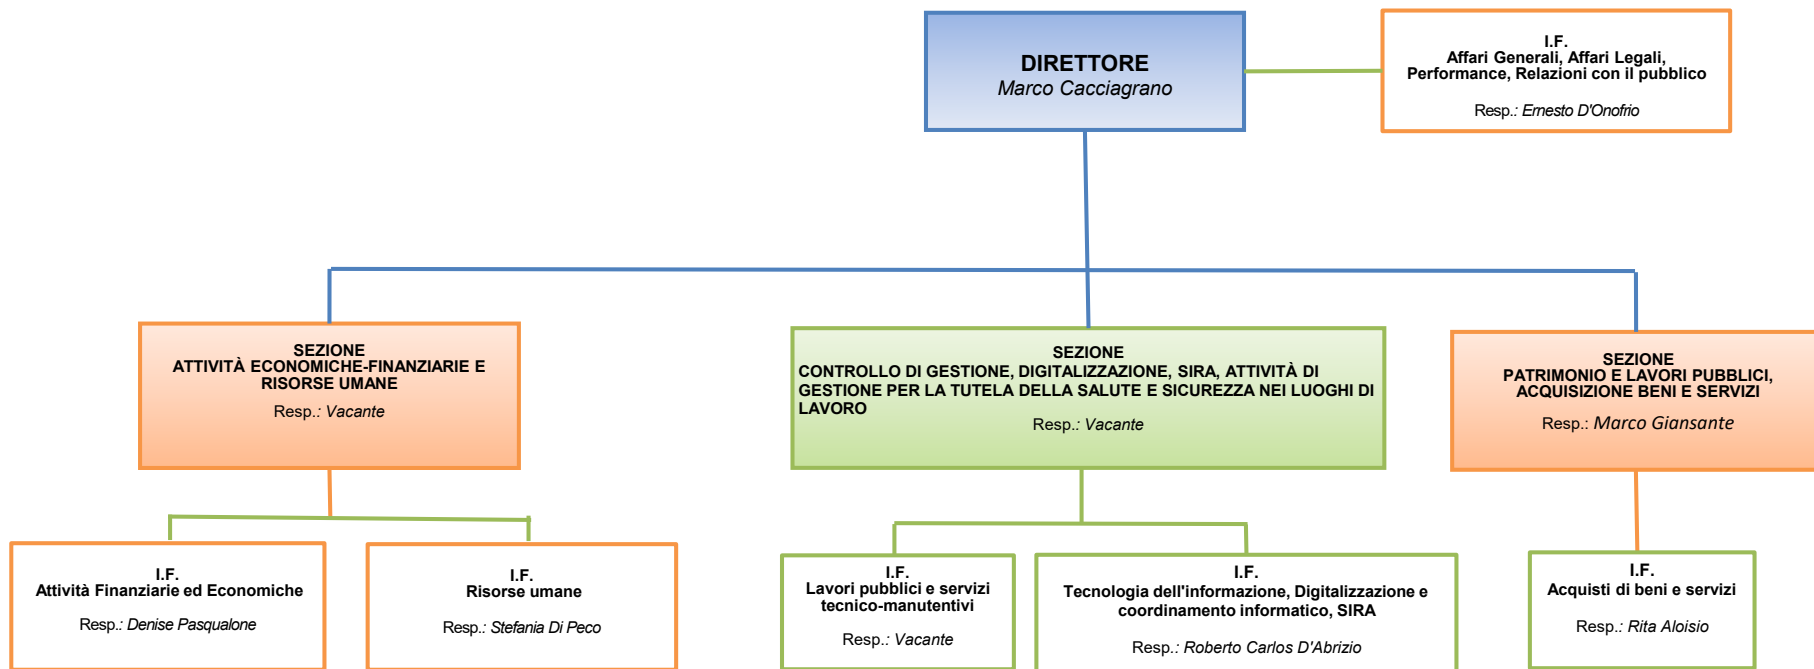 DIRETTORE
Marco Cacciagrano
I.F.
Affari Generali, Affari Legali,
Performance, Relazioni con il pubblico
Resp.: Ernesto D'Onofrio
SEZIONE
ATTIVITÀ ECONOMICHE-FINANZIARIE E
RISORSE UMANE
Resp.: Vacante
SEZIONE
CONTROLLO DI GESTIONE, DIGITALIZZAZIONE, SIRA, ATTIVITÀ DI
GESTIONE PER LA TUTELA DELLA SALUTE E SICUREZZA NEI LUOGHI DI
LAVORO
Resp.: Vacante
SEZIONE
PATRIMONIO E LAVORI PUBBLICI,
ACQUISIZIONE BENI E SERVIZI
Resp.: Marco Giansante
I.F.
Attività Finanziarie ed Economiche
Resp.: Denise Pasqualone
I.F.
Risorse umane
Resp.: Stefania Di Peco
I.F.
Lavori pubblici e servizi
tecnico-manutentivi
Resp.: Vacante
I.F.
Tecnologia dell'informazione, Digitalizzazione e
coordinamento informatico, SIRA
Resp.: Roberto Carlos D'Abrizio
I.F.
Acquisti di beni e servizi
Resp.: Rita Aloisio